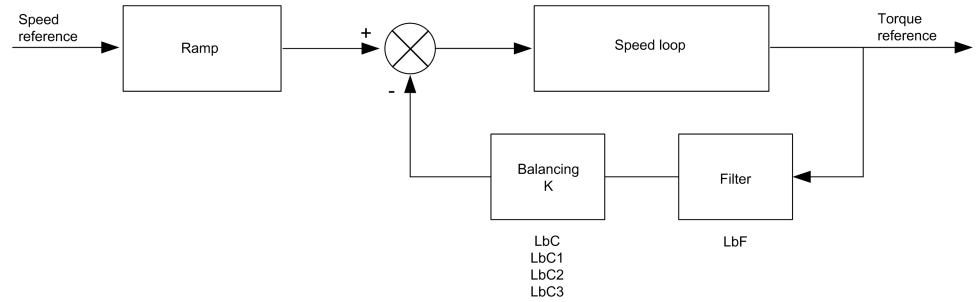 Speed
reference
Ramp
+
-
Speed loop
Torque
reference
Balancing
K
Filter
LbC
LbC1
LbC2
LbC3
LbF